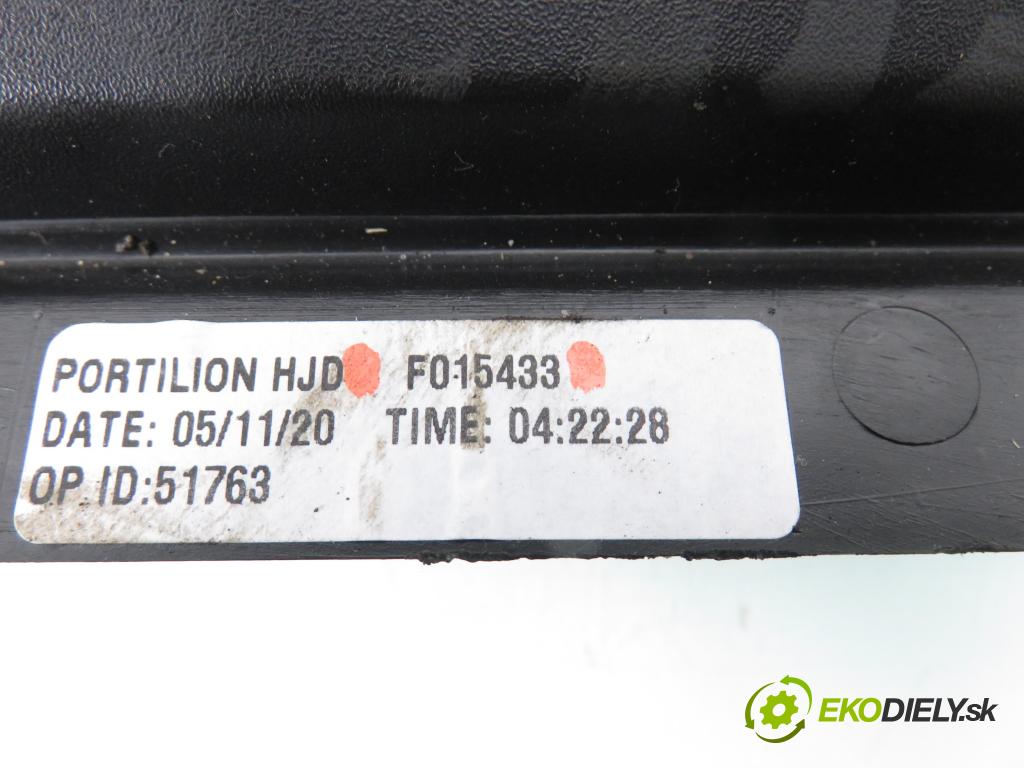 PORTILION HJD F015433
DATE: 05/11/20 TIME: 04:22:28
OP ID:51763
EKODIELY.sk